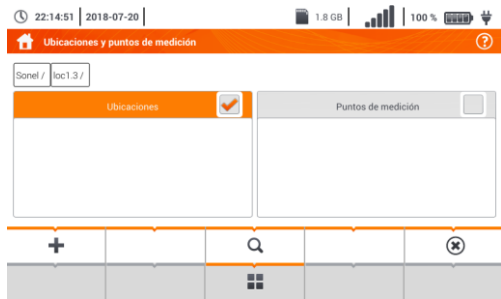 22:14:51 2018-07-20 1.8 GB 100 %
Ubicaciones y puntos de medición ?
Sonel / loc1.3 /
Ubicaciones Puntos de medición